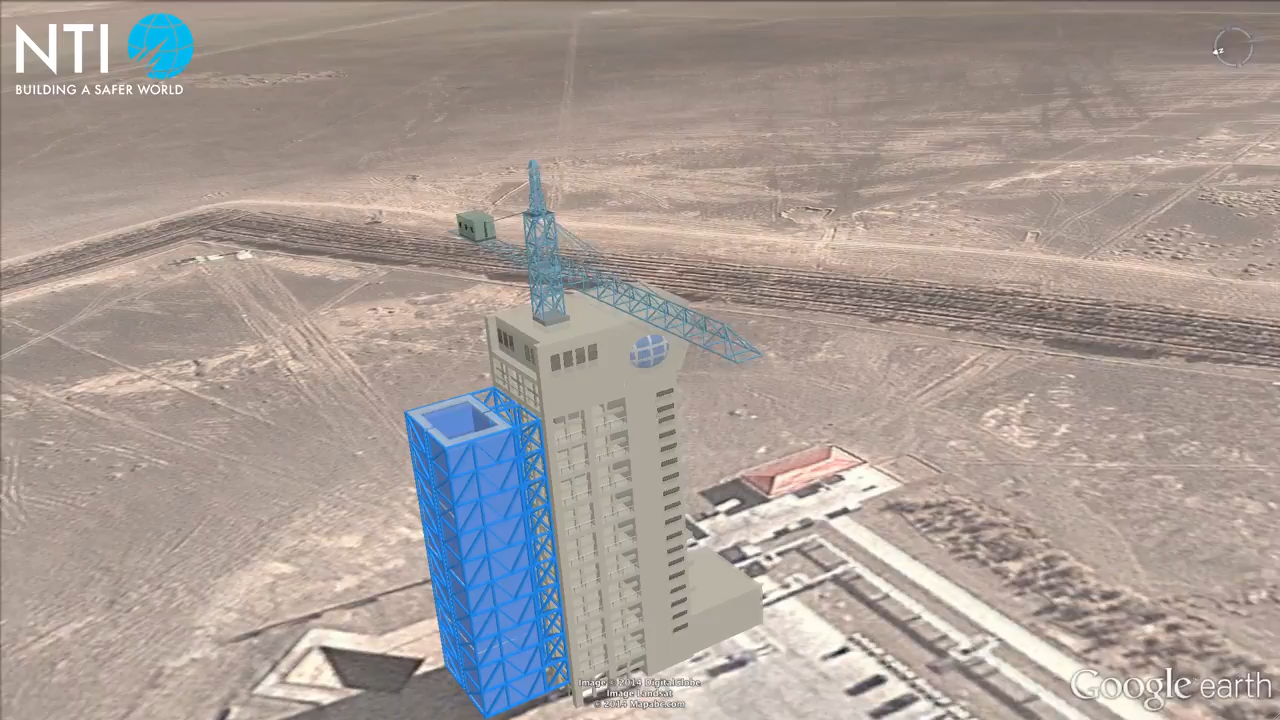 NTI
BUILDING A SAFER WORLD
Z
Image © 2014 DigitalGlobe
Image Landsat
© 2014 Mapabc.com
Google earth